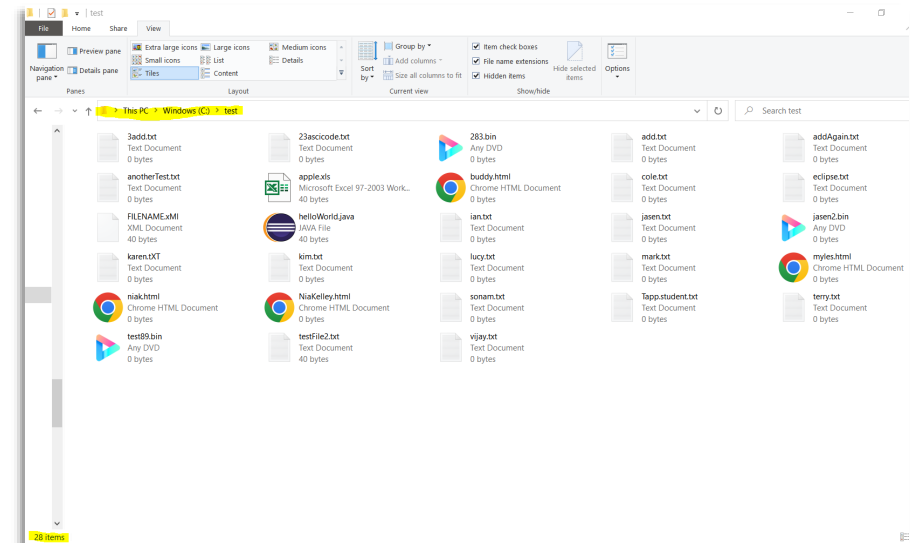 test
File Home Share View
Preview pane
Navigation pane
Details pane
Extra large icons Large icons Medium icons
Small icons List Details
Tiles Content
Sort by
Group by
Add columns
Size all columns to fit
Item check boxes
File name extensions
Hidden items
Hide selected items
Options
Panes Layout Current view Show/hide
This PC Windows (C:) test
Search test
3add.txt
Text Document
0 bytes
23ascicode.txt
Text Document
0 bytes
283.bin
Any DVD
0 bytes
add.txt
Text Document
0 bytes
addAgain.txt
Text Document
0 bytes
anotherTest.txt
Text Document
0 bytes
apple.xls
Microsoft Excel 97-2003 Work...
40 bytes
buddy.html
Chrome HTML Document
0 bytes
cole.txt
Text Document
0 bytes
eclipse.txt
Text Document
0 bytes
FILENAME.xMl
XML Document
40 bytes
helloWorld.java
JAVA File
40 bytes
ian.txt
Text Document
0 bytes
jasen.txt
Text Document
0 bytes
jasen2.bin
Any DVD
0 bytes
karen.tXT
Text Document
0 bytes
kim.txt
Text Document
0 bytes
lucy.txt
Text Document
0 bytes
mark.txt
Text Document
0 bytes
myles.html
Chrome HTML Document
0 bytes
niak.html
Chrome HTML Document
0 bytes
NiaKelley.html
Chrome HTML Document
0 bytes
sonam.txt
Text Document
0 bytes
Tapp.student.txt
Text Document
0 bytes
terry.txt
Text Document
0 bytes
test89.bin
Any DVD
0 bytes
testFile2.txt
Text Document
40 bytes
vijay.txt
Text Document
0 bytes
28 items